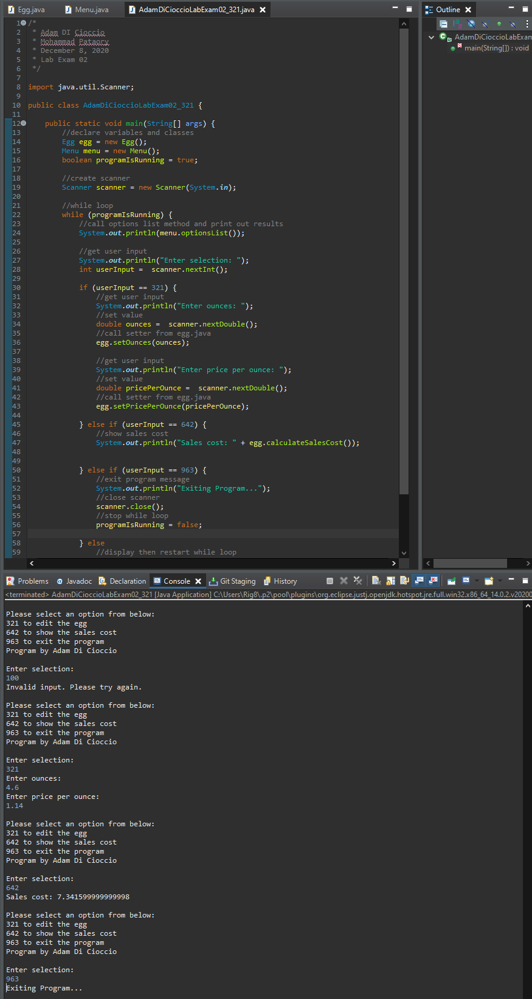 Egg.java
Menu.java
AdamDiCioccioLabExam02_321.java
1 /*
2  * Adam DI Cioccio
3  * Mohammad Pataory
4  * December 8, 2020
5  * Lab Exam 02
6  */
7
8 import java.util.Scanner;
9
10 public class AdamDiCioccioLabExam02_321 {
11
12     public static void main(String[] args) {
13         //declare variables and classes
14         Egg egg = new Egg();
15         Menu menu = new Menu();
16         boolean programIsRunning = true;
17
18         //create scanner
19         Scanner scanner = new Scanner(System.in);
20
21         //while loop
22         while (programIsRunning) {
23             //call options list method and print out results
24             System.out.println(menu.optionsList());
25
26             //get user input
27             System.out.println("Enter selection: ");
28             int userInput =  scanner.nextInt();
29
30             if (userInput == 321) {
31                 //get user input
32                 System.out.println("Enter ounces: ");
33                 //set value
34                 double ounces =  scanner.nextDouble();
35                 //call setter from egg.java
36                 egg.setOunces(ounces);
37
38                 //get user input
39                 System.out.println("Enter price per ounce: ");
40                 //set value
41                 double pricePerOunce =  scanner.nextDouble();
42                 //call setter from egg.java
43                 egg.setPricePerOunce(pricePerOunce);
44
45             } else if (userInput == 642) {
46                 //show sales cost
47                 System.out.println("Sales cost: " + egg.calculateSalesCost());
48
49
50             } else if (userInput == 963) {
51                 //exit program message
52                 System.out.println("Exiting Program...");
53                 //close scanner
54                 scanner.close();
55                 //stop while loop
56                 programIsRunning = false;
57
58             } else
59                 //display then restart while loop
Outline
AdamDiCioccioLabExam
main(String[]) : void
Problems
Javadoc
Declaration
Console
Git Staging
History
<terminated> AdamDiCioccioLabExam02_321 [Java Application] C:\Users\Rig8\.p2\pool\plugins\org.eclipse.justj.openjdk.hotspot.jre.full.win32.x86_64_14.0.2.v20200
Please select an option from below:
321 to edit the egg
642 to show the sales cost
963 to exit the program
Program by Adam Di Cioccio
Enter selection:
100
Invalid input. Please try again.
Please select an option from below:
321 to edit the egg
642 to show the sales cost
963 to exit the program
Program by Adam Di Cioccio
Enter selection:
321
Enter ounces:
4.6
Enter price per ounce:
1.14
Please select an option from below:
321 to edit the egg
642 to show the sales cost
963 to exit the program
Program by Adam Di Cioccio
Enter selection:
642
Sales cost: 7.341599999999998
Please select an option from below:
321 to edit the egg
642 to show the sales cost
963 to exit the program
Program by Adam Di Cioccio
Enter selection:
963
Exiting Program...